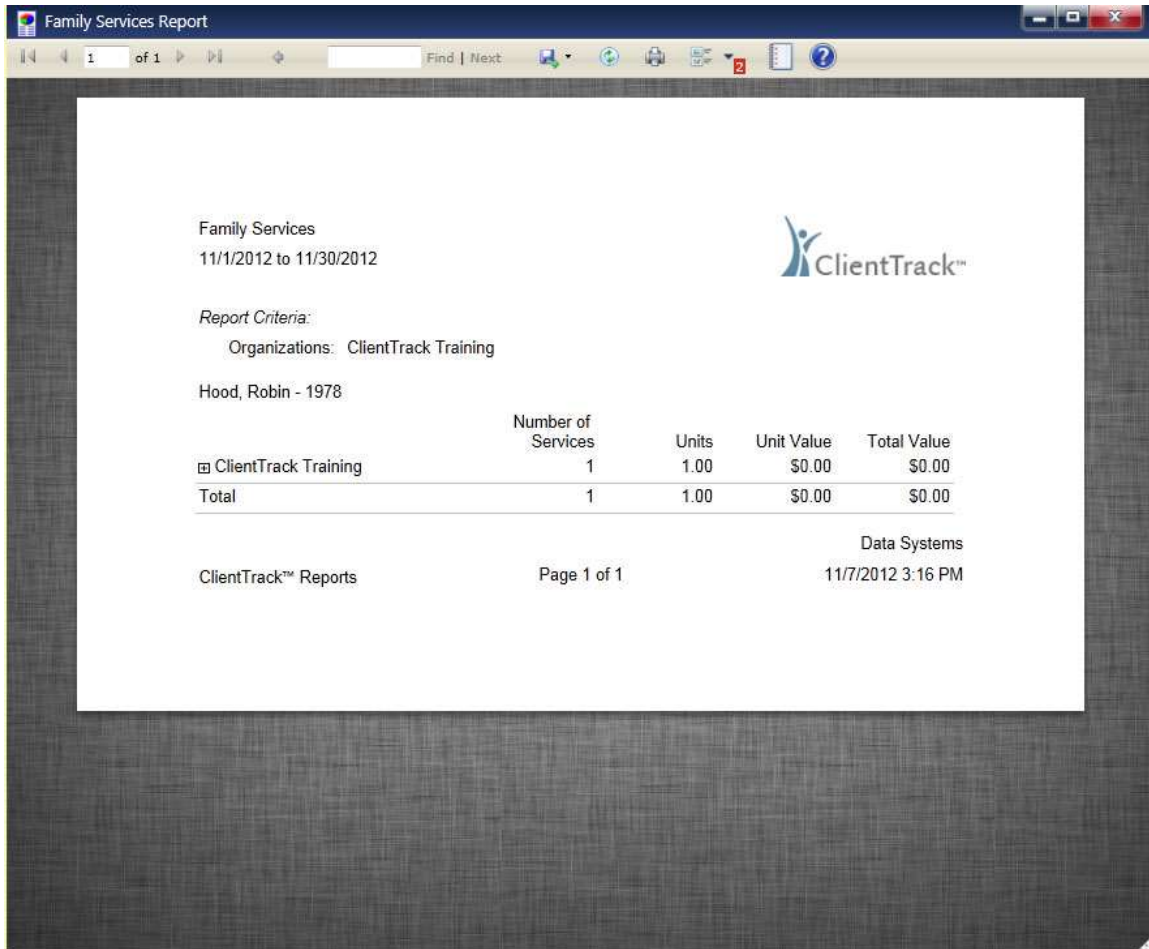 Family Services Report
1 of 1 Find | Next 2 ?
Family Services
11/1/2012 to 11/30/2012
ClientTrack™
Report Criteria:
Organizations: ClientTrack Training
Hood, Robin - 1978
Number of
Services Units Unit Value Total Value
ClientTrack Training 1 1.00 $0.00 $0.00
Total 1 1.00 $0.00 $0.00
Data Systems
ClientTrack™ Reports Page 1 of 1 11/7/2012 3:16 PM